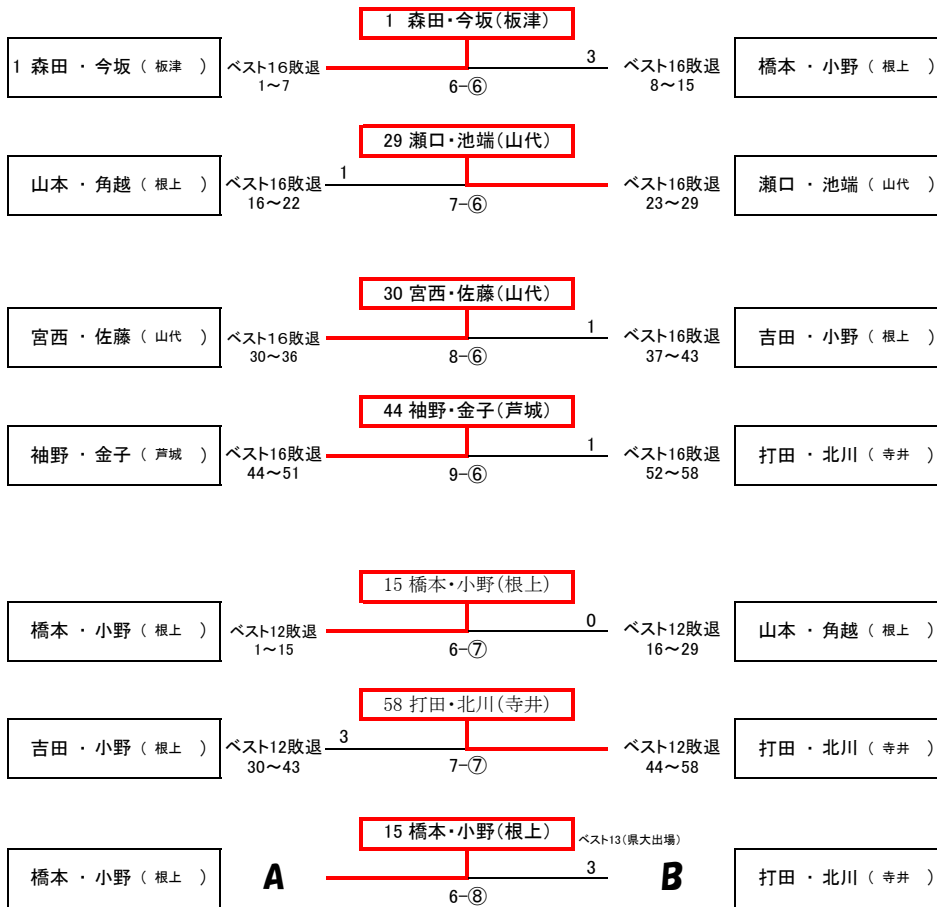 1 森田・今坂(板津)
1 森田 ・ 今坂 ( 板津 ) ベスト16敗退 3 ベスト16敗退 橋本 ・ 小野 ( 根上 )
1～7 6-⑥ 8～15
29 瀬口・池端(山代)
山本 ・ 角越 ( 根上 ) ベスト16敗退 1 ベスト16敗退 瀬口 ・ 池端 ( 山代 )
16～22 7-⑥ 23～29
30 宮西・佐藤(山代)
宮西 ・ 佐藤 ( 山代 ) ベスト16敗退 1 ベスト16敗退 吉田 ・ 小野 ( 根上 )
30～36 8-⑥ 37～43
44 袖野・金子(芦城)
袖野 ・ 金子 ( 芦城 ) ベスト16敗退 1 ベスト16敗退 打田 ・ 北川 ( 寺井 )
44～51 9-⑥ 52～58
15 橋本・小野(根上)
橋本 ・ 小野 ( 根上 ) ベスト12敗退 0 ベスト12敗退 山本 ・ 角越 ( 根上 )
1～15 6-⑦ 16～29
58 打田・北川(寺井)
吉田 ・ 小野 ( 根上 ) ベスト12敗退 3 ベスト12敗退 打田 ・ 北川 ( 寺井 )
30～43 7-⑦ 44～58
15 橋本・小野(根上) ベスト13(県大出場)
橋本 ・ 小野 ( 根上 ) A 3 B 打田 ・ 北川 ( 寺井 )
6-⑧